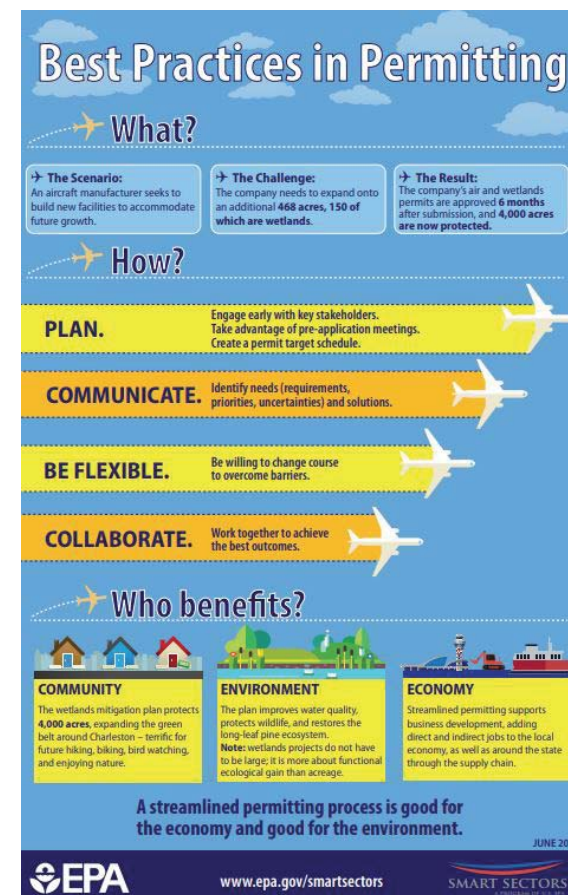 Best Practices in Permitting
What?
The Scenario:
An aircraft manufacturer seeks to
build new facilities to accommodate
future growth.
The Challenge:
The company needs to expand onto
an additional 468 acres, 150 of
which are wetlands.
The Result:
The company's air and wetlands
permits are approved 6 months
after submission, and 4,000 acres
are now protected.
How?
PLAN.
Engage early with key stakeholders.
Take advantage of pre-application meetings.
Create a permit target schedule.
COMMUNICATE.
Identify needs (requirements,
priorities, uncertainties) and solutions.
BE FLEXIBLE.
Be willing to change course
to overcome barriers.
COLLABORATE.
Work together to achieve
the best outcomes.
Who benefits?
COMMUNITY
The wetlands mitigation plan protects
4,000 acres, expanding the green
belt around Charleston – terrific for
future hiking, biking, bird watching,
and enjoying nature.
ENVIRONMENT
The plan improves water quality,
protects wildlife, and restores the
long-leaf pine ecosystem.
Note: wetlands projects do not have
to be large; it is more about functional
ecological gain than acreage.
ECONOMY
Streamlined permitting supports
business development, adding
direct and indirect jobs to the local
economy, as well as around the state
through the supply chain.
A streamlined permitting process is good for
the economy and good for the environment.
JUNE 20
EPA
www.epa.gov/smartsectors
SMART SECTORS